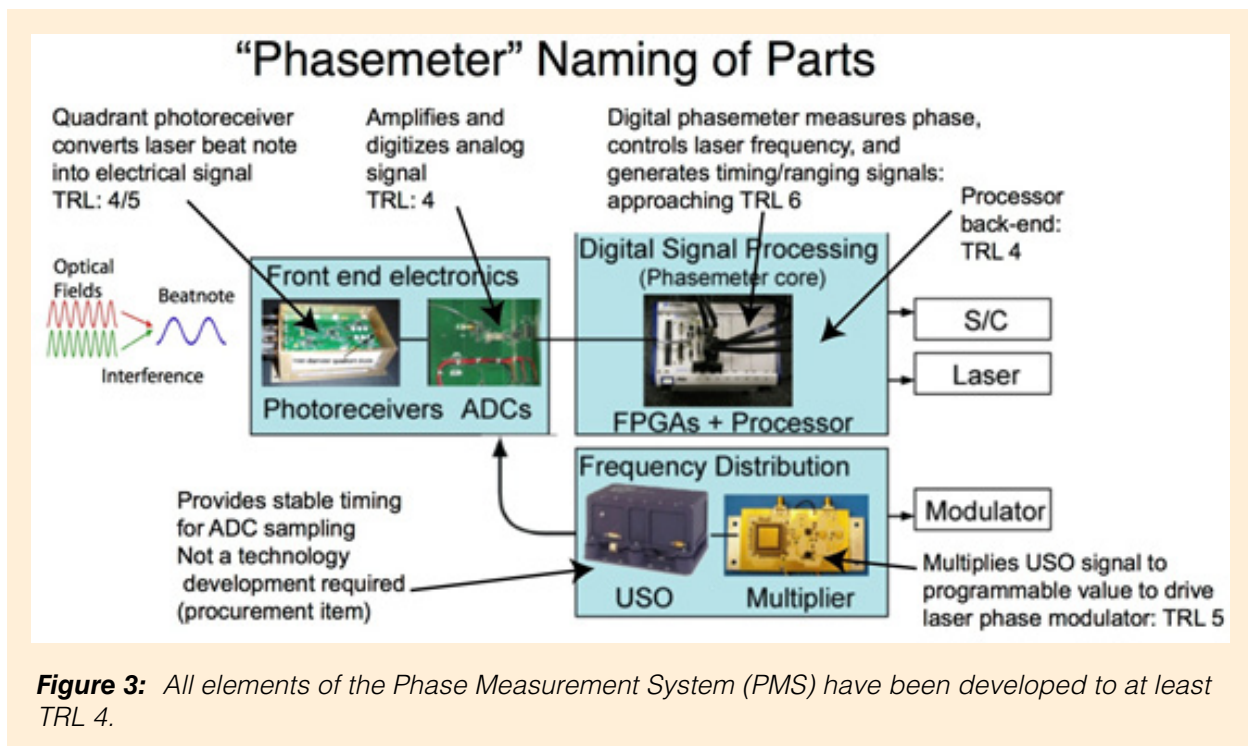 “Phasemeter” Naming of Parts
Quadrant photoreceiver
converts laser beat note
into electrical signal
TRL: 4/5
Amplifies and
digitizes analog
signal
TRL: 4
Digital phasemeter measures phase,
controls laser frequency, and
generates timing/ranging signals:
approaching TRL 6
Processor
back-end:
TRL 4
Optical
Fields
Beatnote
Interference
Front end electronics
Photoreceivers ADCs
Digital Signal Processing
(Phasemeter core)
FPGAs + Processor
S/C
Laser
Frequency Distribution
USO Multiplier
Modulator
Provides stable timing
for ADC sampling
Not a technology
development required
(procurement item)
Multiplies USO signal to
programmable value to drive
laser phase modulator: TRL 5
Figure 3: All elements of the Phase Measurement System (PMS) have been developed to at least
TRL 4.